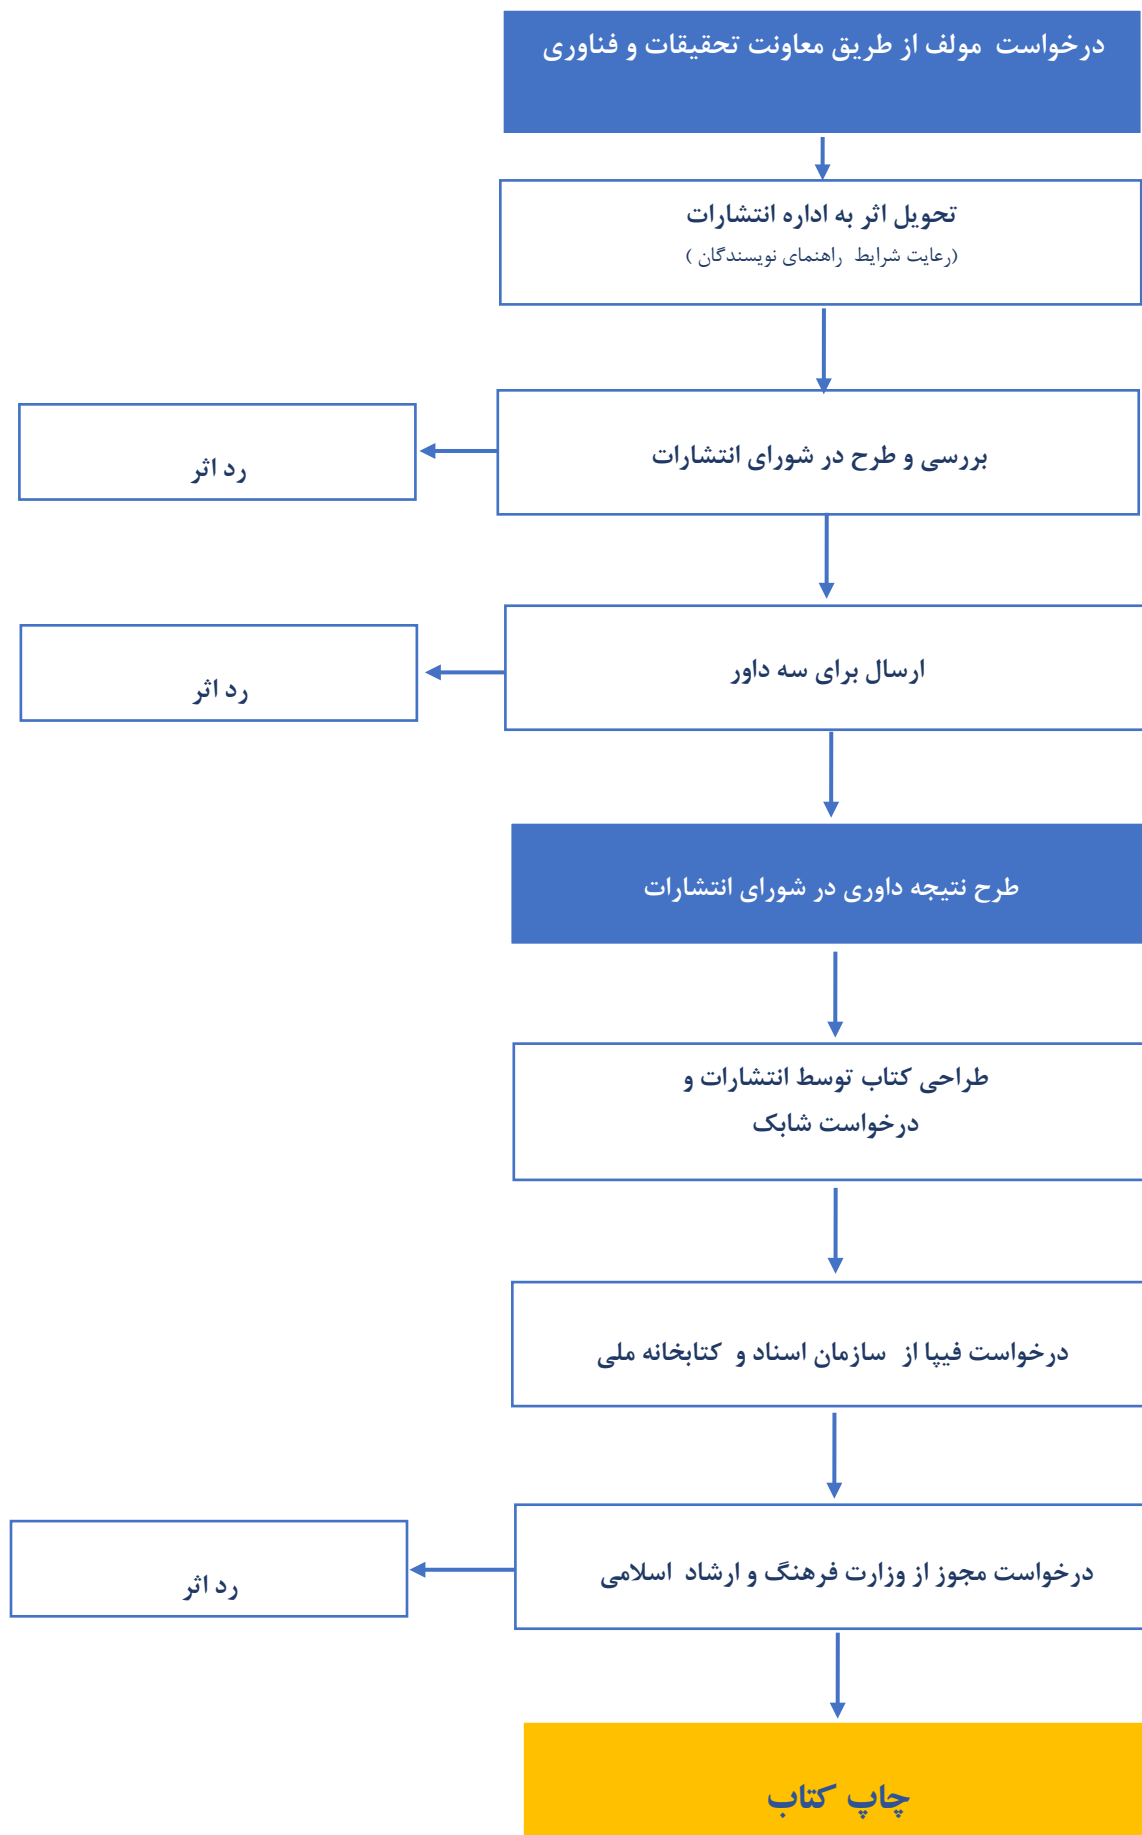 درخواست مولف از طریق معاونت تحقیقات و فناوری
تحویل اثر به اداره انتشارات
(رعایت شرایط راهنمای نویسندگان )
بررسی و طرح در شورای انتشارات
رد اثر
ارسال برای سه داور
رد اثر
طرح نتیجه داوری در شورای انتشارات
طراحی کتاب توسط انتشارات و
درخواست شابک
درخواست فیپا از سازمان اسناد و کتابخانه ملی
درخواست مجوز از وزارت فرهنگ و ارشاد اسلامی
رد اثر
چاپ کتاب